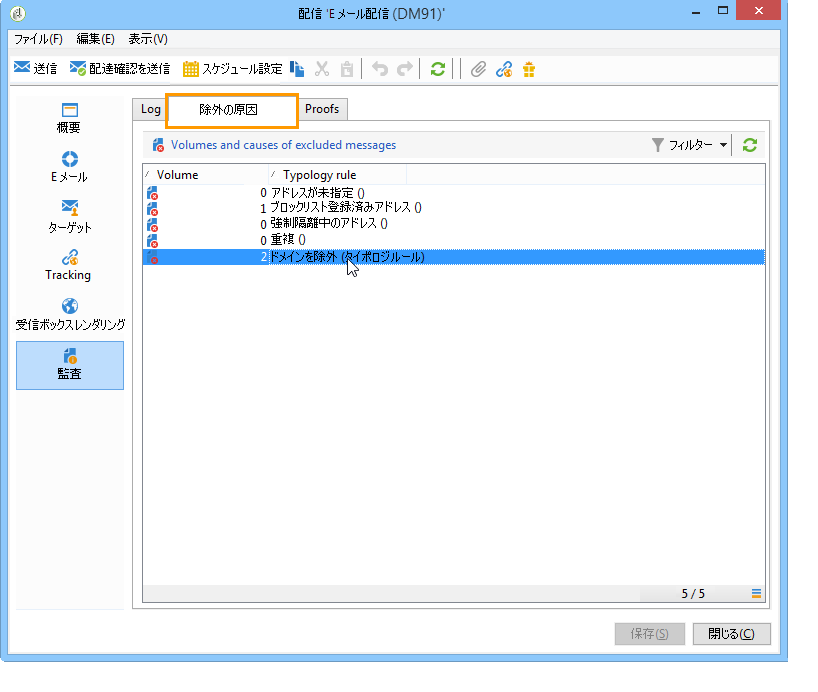 配信 'E メール配信 (DM91)'
ファイル(F) 編集(E) 表示(V)
送信 配達確認を送信 スケジュール設定
概要
E メール
ターゲット
Tracking
受信ボックスレンダリング
監査
Log 除外の原因 Proofs
Volumes and causes of excluded messages フィルター
Volume Typology rule
0 アドレスが未指定 ()
1 ブロックリスト登録済みアドレス ()
0 強制隔離中のアドレス ()
0 重複 ()
2 ドメインを除外 (タイポロジルール)
5 / 5
保存(S) 閉じる(C)